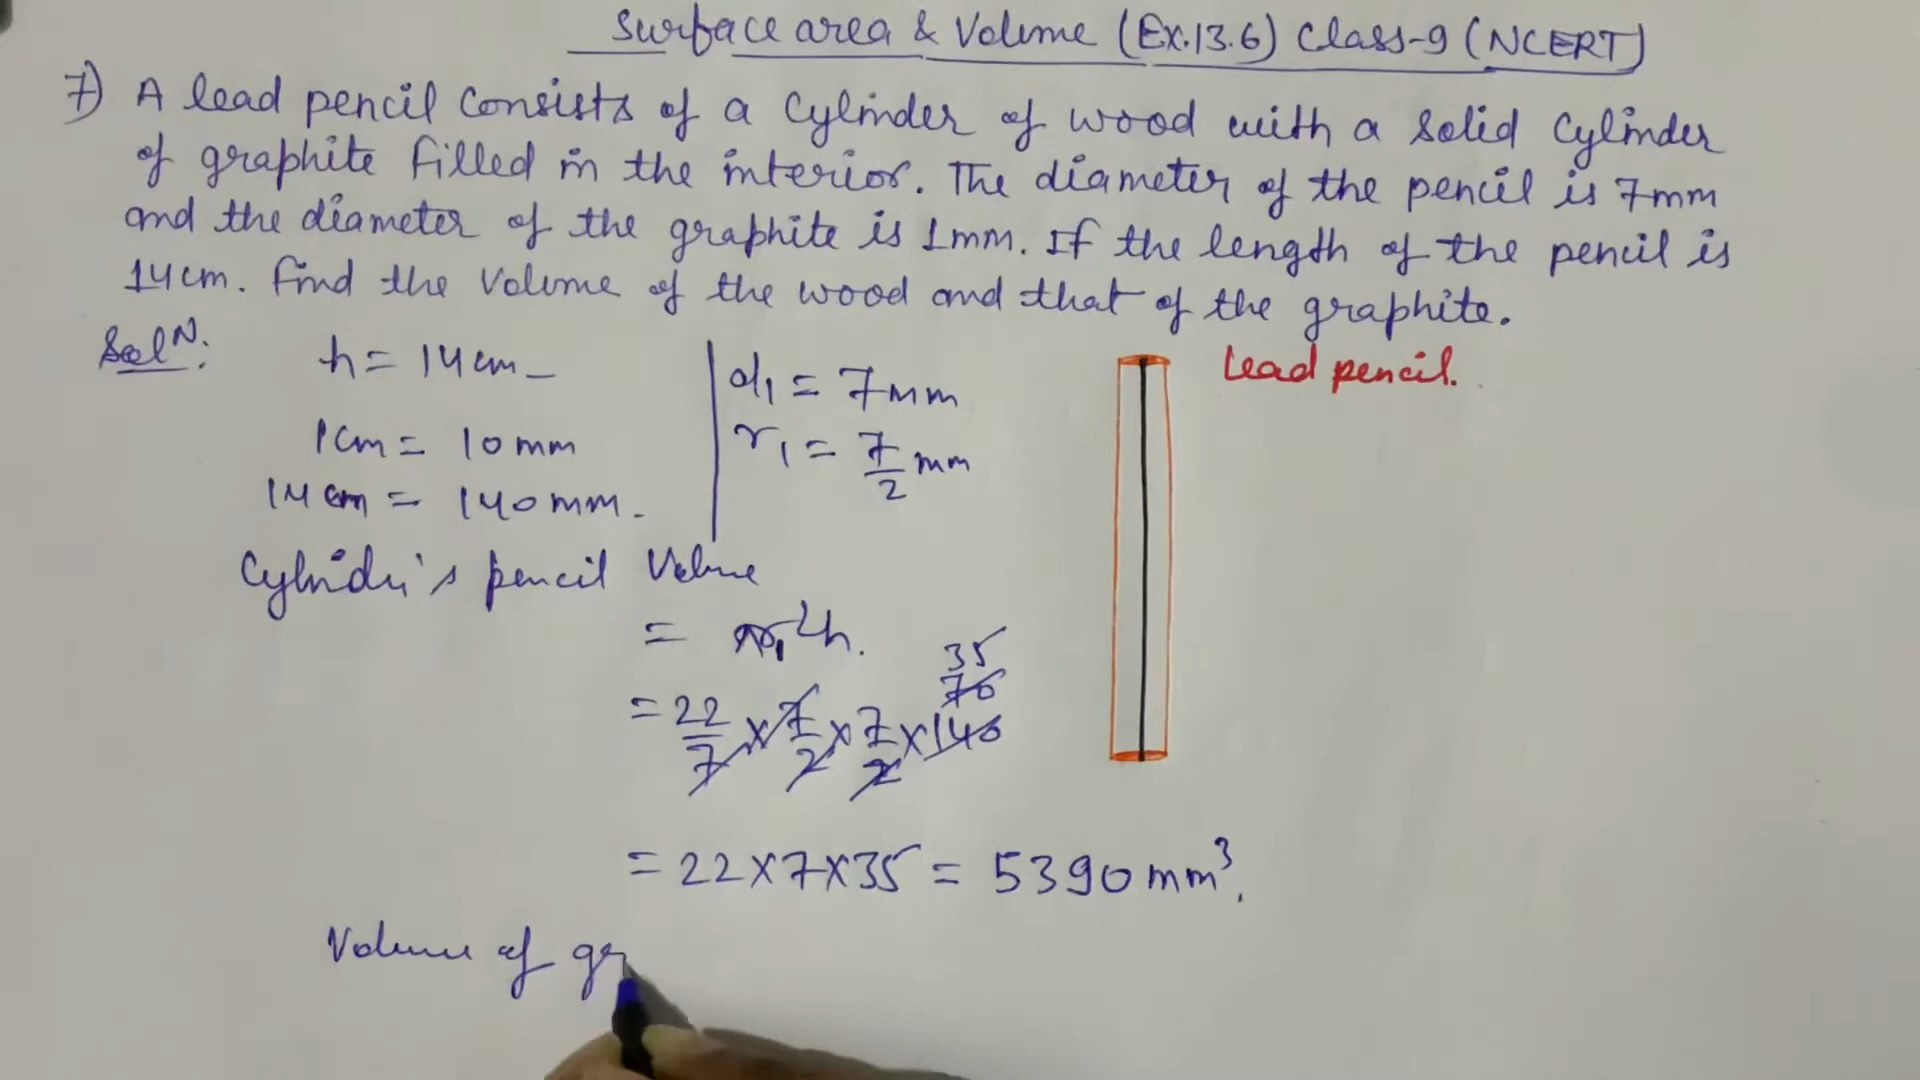 Surface area & Volume (Ex.13.6) Class-9 (NCERT)
7) A lead pencil consists of a Cylinder of wood with a Solid Cylinder
of graphite filled in the interior. The diameter of the pencil is 7mm
and the diameter of the graphite is 1mm. If the length of the pencil is
14cm. Find the Volume of the wood and that of the graphite.
Solⁿ:
h = 14cm
1cm = 10mm
14cm = 140mm.
d₁ = 7mm
r₁ = 7/2 mm
Lead pencil.
Cylinder's pencil Volume
= πr₁²h.
= 22/7 × 7/2 × 7/2 × 140
70
35
= 22×7×35 = 5390mm³.
Volume of gr